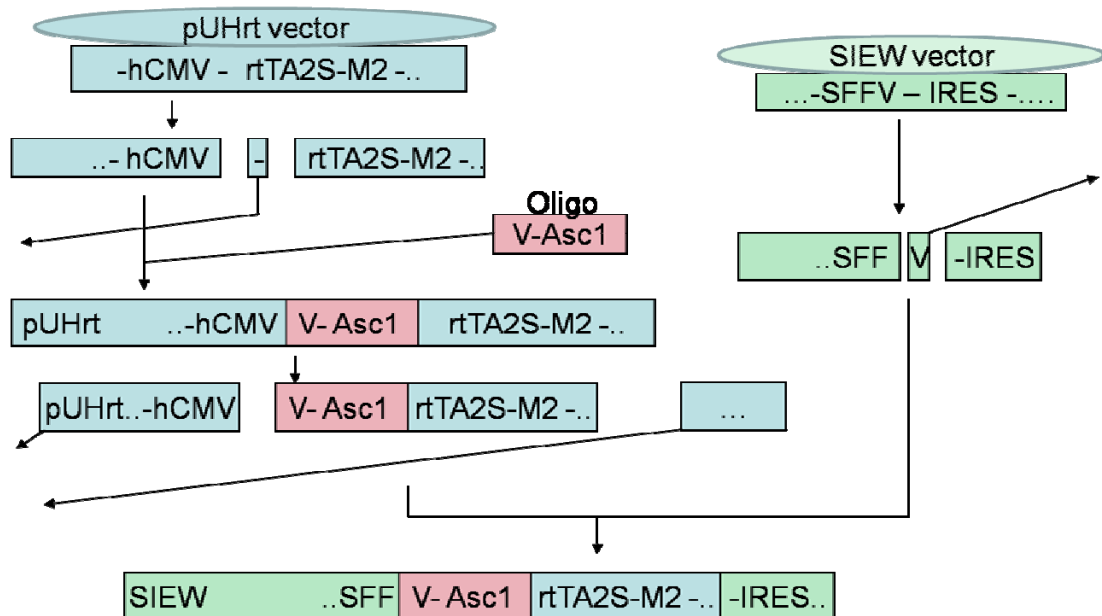 pUHrt vector
-hCMV - rtTA2S-M2 -..
SIEW vector
...-SFFV – IRES -....
..- hCMV
-
rtTA2S-M2 -..
Oligo
V-Asc1
..SFF
V
-IRES
pUHrt ..-hCMV
V- Asc1
rtTA2S-M2 -..
pUHrt..-hCMV
V- Asc1
rtTA2S-M2 -..
...
SIEW ..SFF
V- Asc1
rtTA2S-M2 -..
-IRES..